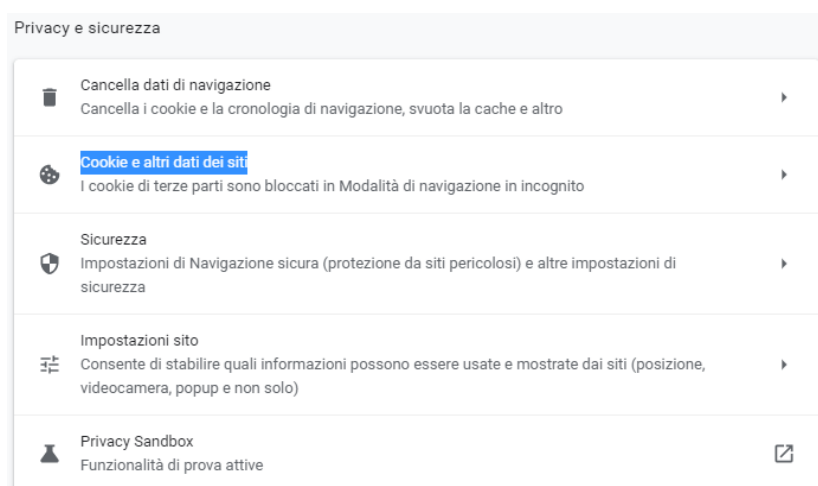 Privacy e sicurezza
Cancella dati di navigazione
Cancella i cookie e la cronologia di navigazione, svuota la cache e altro
Cookie e altri dati dei siti
I cookie di terze parti sono bloccati in Modalità di navigazione in incognito
Sicurezza
Impostazioni di Navigazione sicura (protezione da siti pericolosi) e altre impostazioni di
sicurezza
Impostazioni sito
Consente di stabilire quali informazioni possono essere usate e mostrate dai siti (posizione,
videocamera, popup e non solo)
Privacy Sandbox
Funzionalità di prova attive